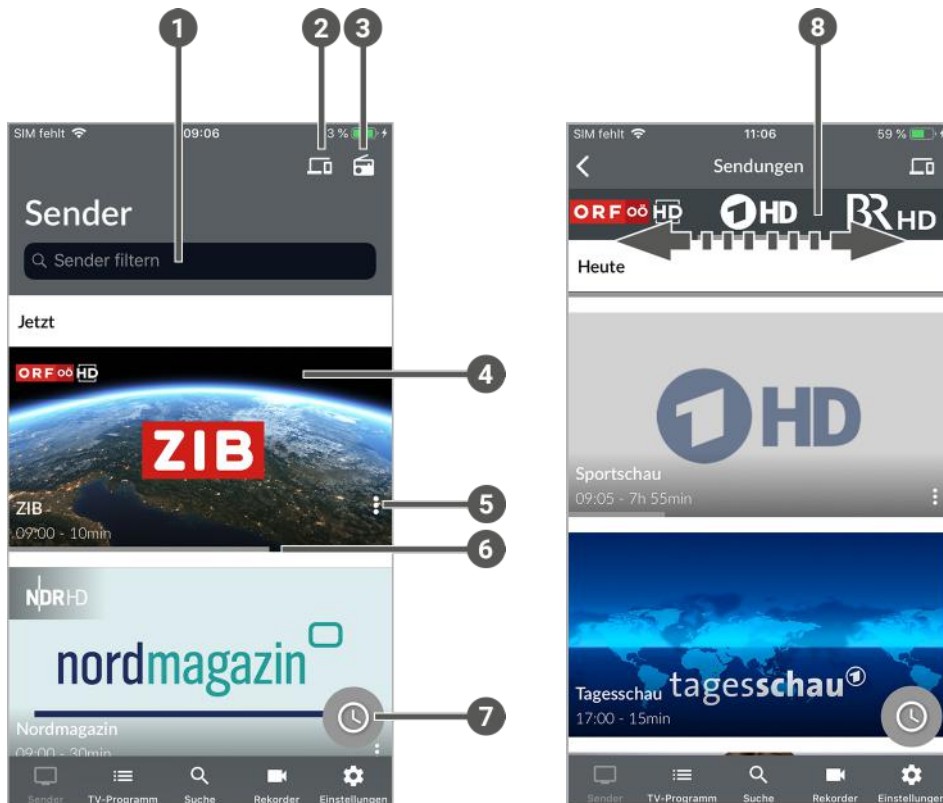 1 2 3 8
SIM fehlt 09:06 3 %
Sender
Sender filtern
Jetzt
ORF OÖ HD
4
ZIB
ZIB
5
09:00 - 10min
6
NDR HD
nordmagazin
7
Nordmagazin
09:00 - 30min
Sender TV-Programm Suche Rekorder Einstellungen
SIM fehlt 11:06 59 %
Sendungen
ORF OÖ HD 1 HD BR HD
Heute
1 HD
Sportschau
09:05 - 7h 55min
Tagesschau tagesschau
17:00 - 15min
Sender TV-Programm Suche Rekorder Einstellungen